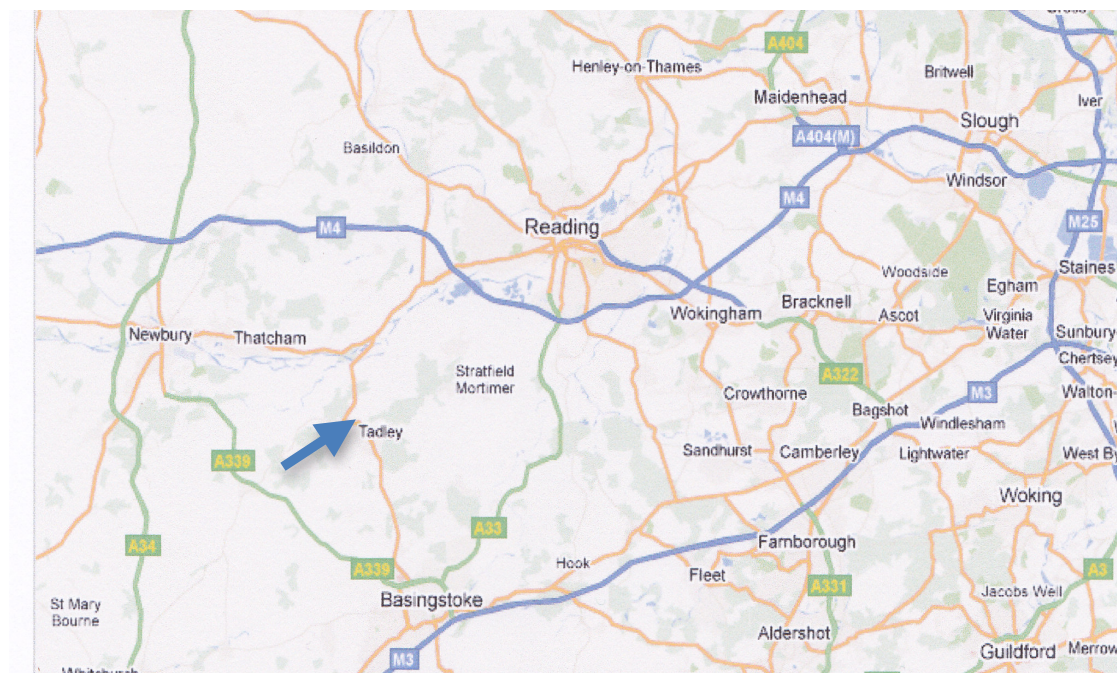 A404
Henley-on-Thames
Britwell
Maidenhead
Iver
Slough
A404(M)
Basildon
Windsor
M4
M25
Reading
M4
Staines
Woodside
Egham
Bracknell
Wokingham
Ascot
Virginia
Water
Newbury
Thatcham
Sunbury
Chertsey
Stratfield
Mortimer
A322
Crowthorne
M3
Walton-
Bagshot
Windlesham
Tadley
Sandhurst
Camberley
Lightwater
West By
A339
Woking
A33
A34
Farnborough
Hook
A339
Fleet
A331
A3
Basingstoke
Jacobs Well
St Mary
Bourne
Aldershot
Guildford
Merrow
M3